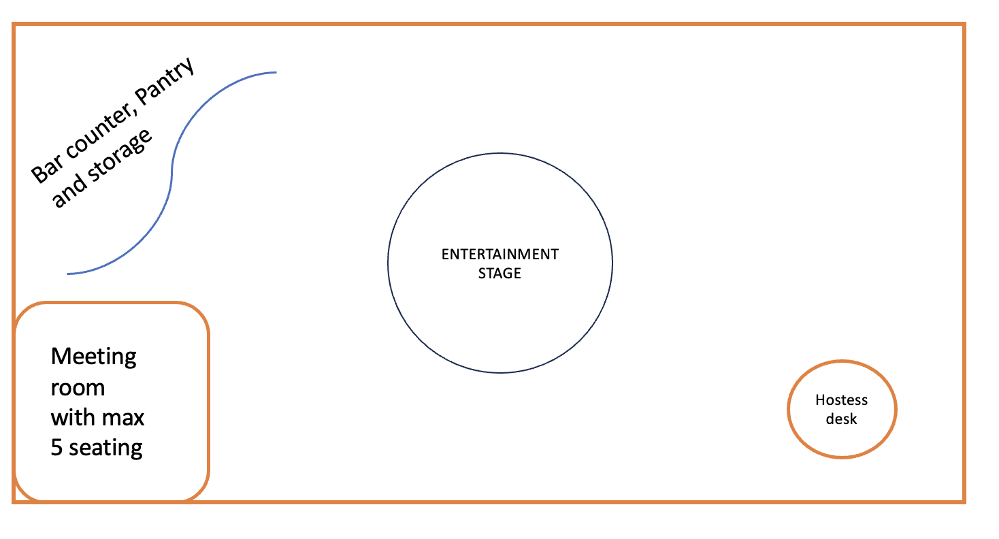 Bar counter, Pantry
and storage
ENTERTAINMENT
STAGE
Meeting
room
with max
5 seating
Hostess
desk